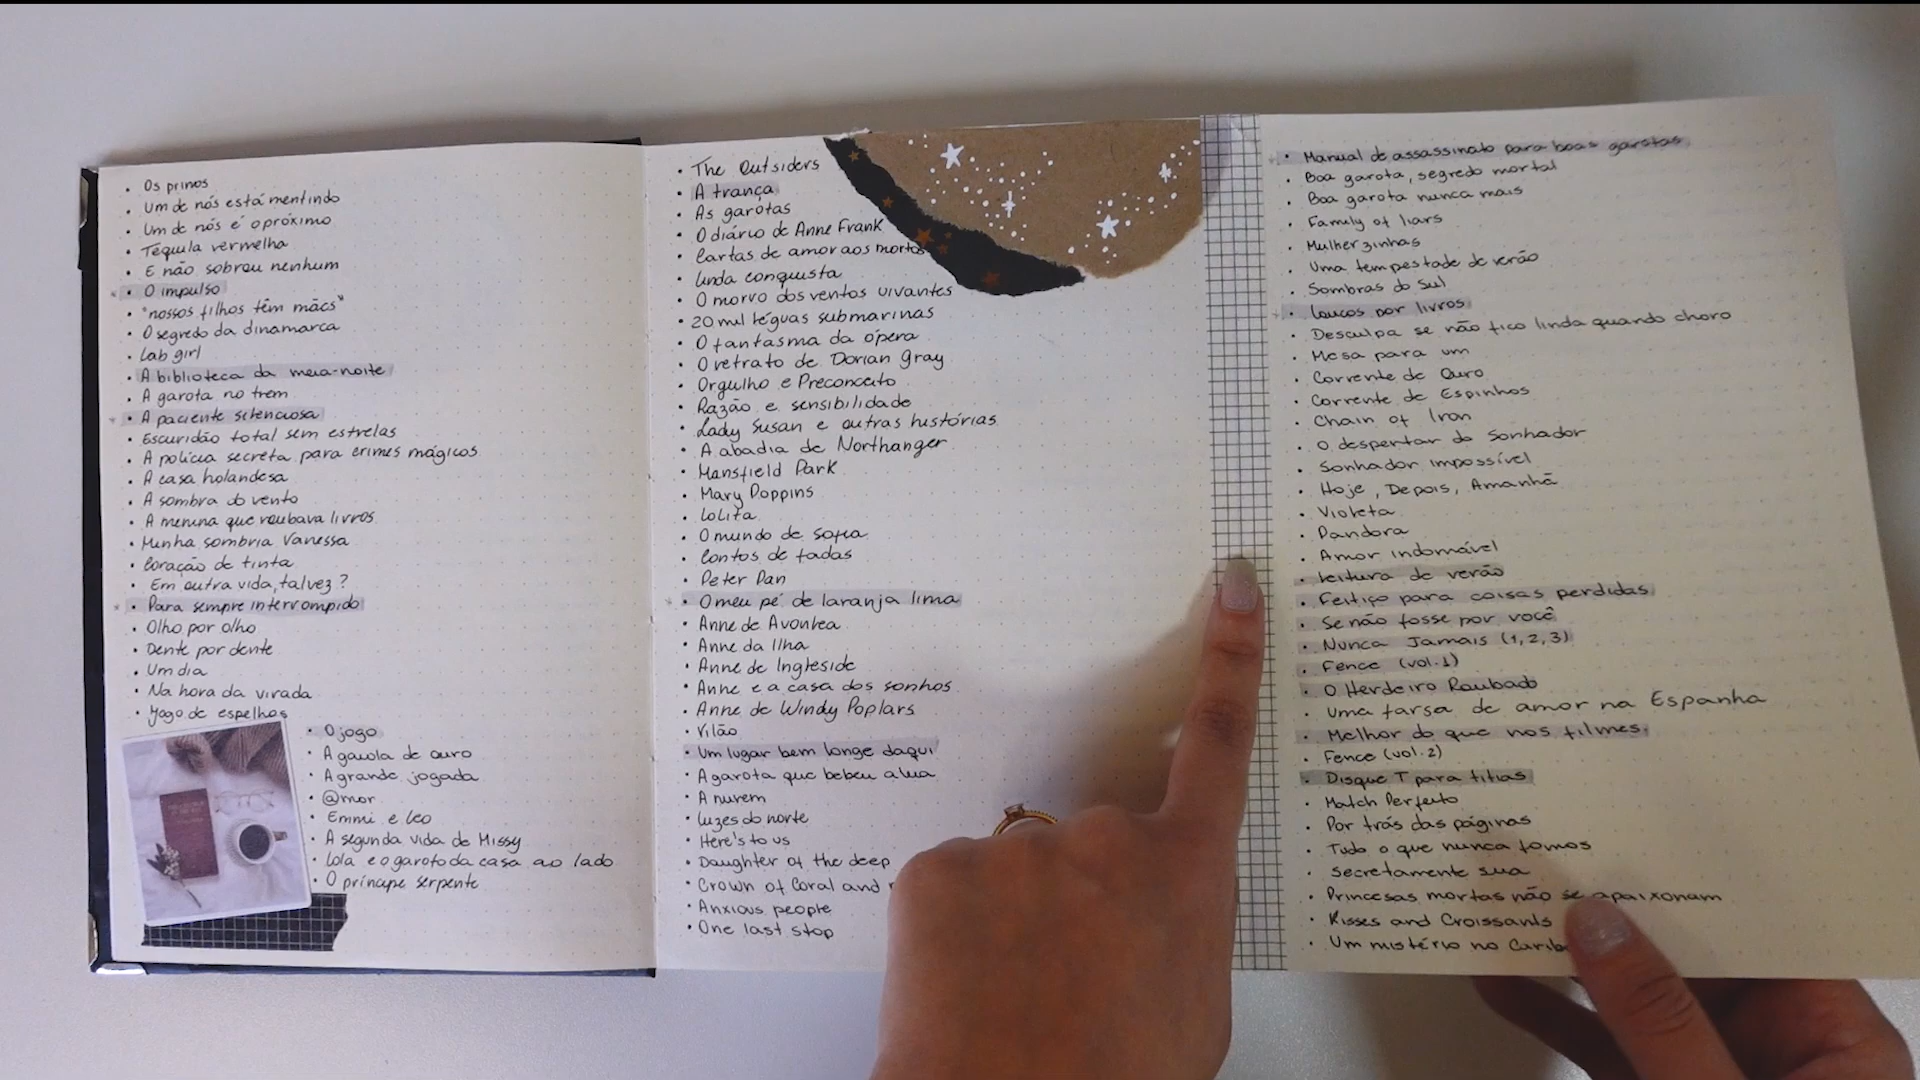 • Os primos
• Um de nós está mentindo
• Um de nós é o próximo
• Tequila vermelha
• E não sobrou nenhum
• O impulso
• "nossos filhos têm mães"
• O segredo da dinamarca
• Lab girl
• A biblioteca da meia-noite
• A garota no trem
• A paciente silenciosa
• Escuridão total sem estrelas
• A polícia secreta para crimes mágicos
• A casa holandesa
• A sombra do vento
• A menina que roubava livros
• Minha sombria Vanessa
• Coração de tinta
• Em outra vida, talvez?
• Para sempre interrompido
• Olho por olho
• Dente por dente
• Um dia
• Na hora da virada
• Jogo de espelhos
• O jogo
• A gaiola de ouro
• A grande jogada
• @mor
• Emmi e Leo
• A segunda vida de Missy
• Lola e o garoto da casa ao lado
• O príncipe serpente
• The Outsiders
• A trança
• As garotas
• O diário de Anne Frank
• Cartas de amor aos mortos
• Linda conquista
• O morro dos ventos uivantes
• 20 mil léguas submarinas
• O fantasma da ópera
• O retrato de Dorian Gray
• Orgulho e Preconceito
• Razão e sensibilidade
• Lady Susan e outras histórias
• A abadia de Northanger
• Mansfield Park
• Mary Poppins
• Lolita
• O mundo de sofia
• Contos de fadas
• Peter Pan
• O meu pé de laranja lima
• Anne de Avonlea
• Anne da Ilha
• Anne de Ingleside
• Anne e a casa dos sonhos
• Anne de Windy Poplars
• Vilão
• Um lugar bem longe daqui
• A garota que bebeu a lua
• A nuvem
• Luzes do norte
• Here's to us
• Daughter of the deep
• Crown of Coral and
• Anxious people
• One last stop
• Manual de assassinato para boas garotas
• Boa garota, segredo mortal
• Boa garota nunca mais
• Family of liars
• Mulherzinhas
• Uma tempestade de verão
• Sombras do Sul
• Loucos por livros
• Desculpa se não fico linda quando choro
• Mesa para um
• Corrente de Ouro
• Corrente de Espinhos
• Chain of Iron
• O despertar do Sonhador
• Sonhador impossível
• Hoje, Depois, Amanhã
• Violeta
• Pandora
• Amor indomável
• Leitura de verão
• Feitiço para coisas perdidas
• Se não fosse por você
• Nunca Jamais (1,2,3)
• Fence (vol.1)
• O Herdeiro Roubado
• Uma farsa de amor na Espanha
• Melhor do que nos filmes
• Fence (vol.2)
• Disque T para titias
• Match Perfeito
• Por trás das páginas
• Tudo o que nunca fomos
• Secretamente sua
• Princesas mortas não se apaixonam
• Kisses and Croissants
• Um mistério no Caribe